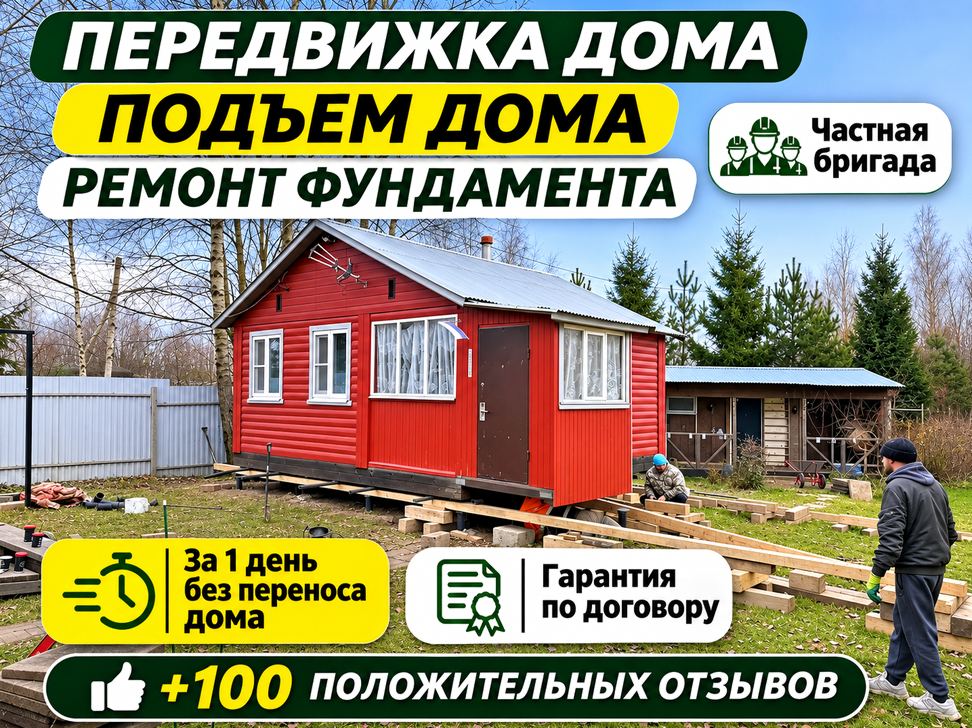 ПЕРЕДВИЖКА ДОМА
ПОДЪЕМ ДОМА
РЕМОНТ ФУНДАМЕНТА
Частная
бригада
За 1 день
без переноса
дома
Гарантия
по договору
+100 ПОЛОЖИТЕЛЬНЫХ ОТЗЫВОВ